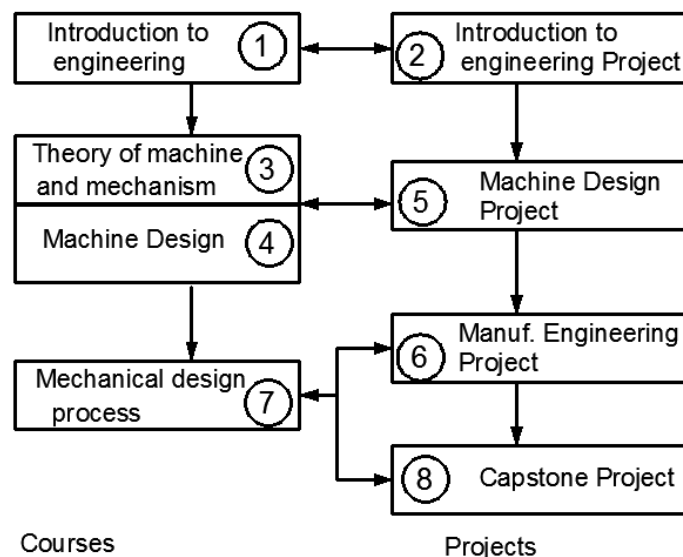 Introduction to
engineering
1
2
Introduction to
engineering Project
Theory of machine
and mechanism
3
Machine Design
4
5
Machine Design
Project
6
Manuf. Engineering
Project
Mechanical design
process
7
8
Capstone Project
Courses
Projects